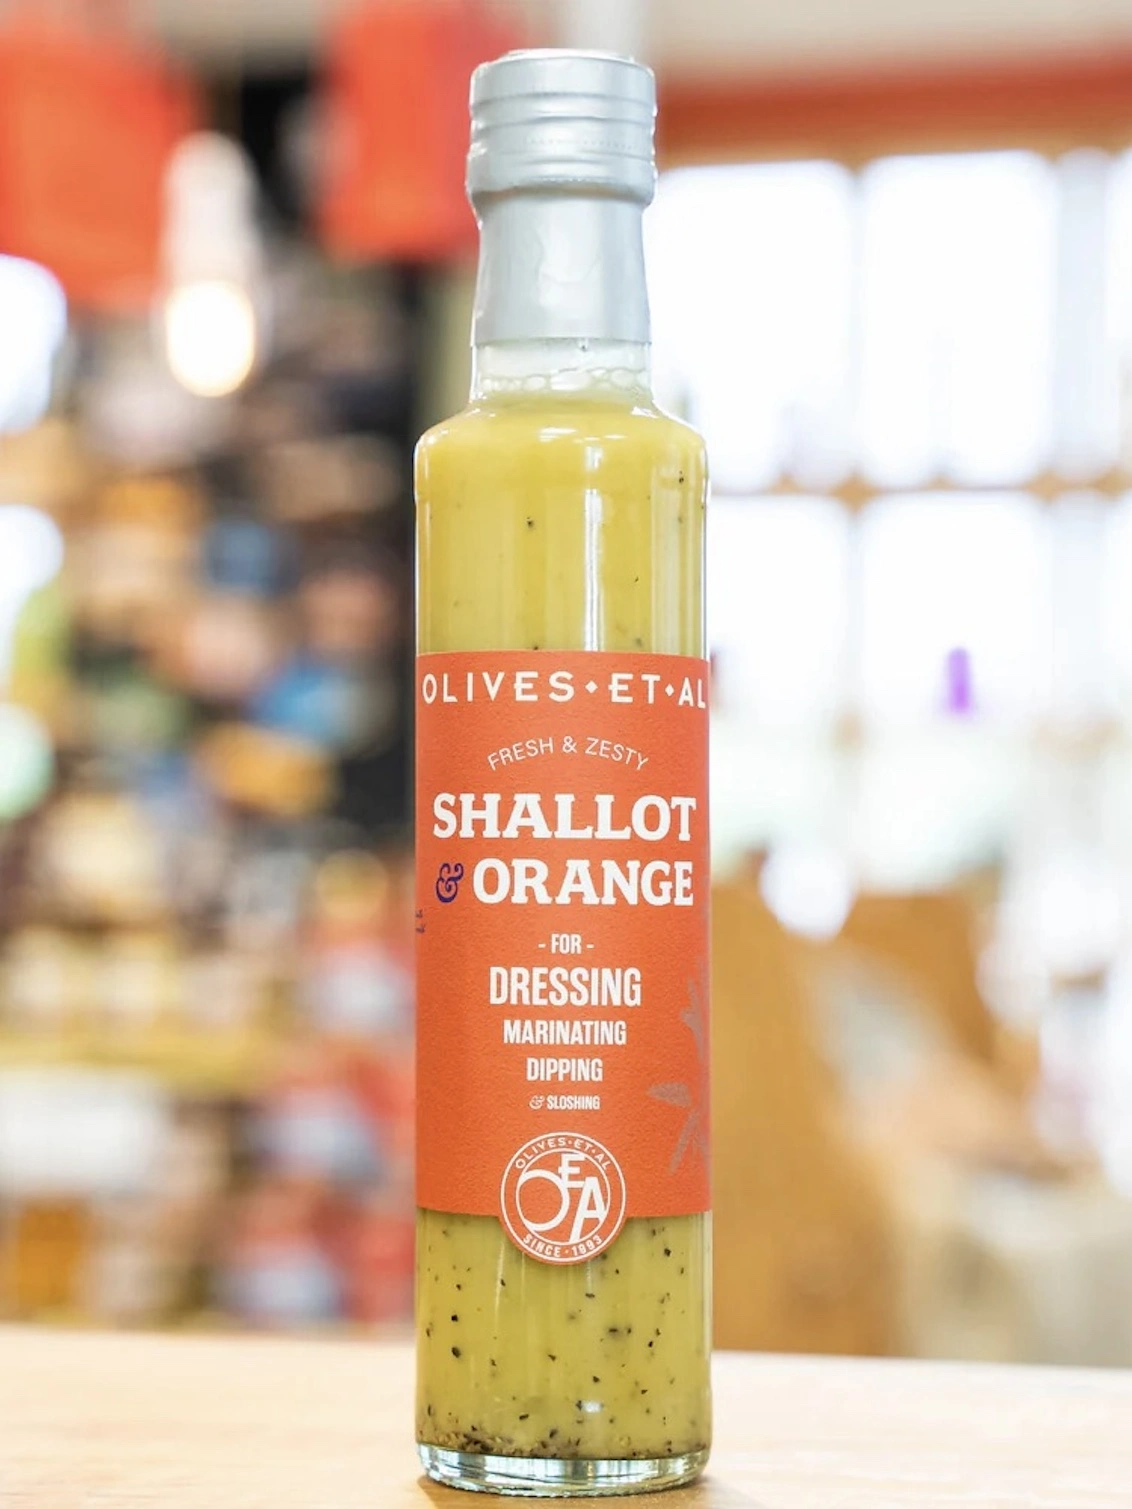 OLIVES·ET·AL
FRESH & ZESTY
SHALLOT
& ORANGE
- FOR -
DRESSING
MARINATING
DIPPING
& SLOSHING
OLIVES·ET·AL
OEA
SINCE · 1993